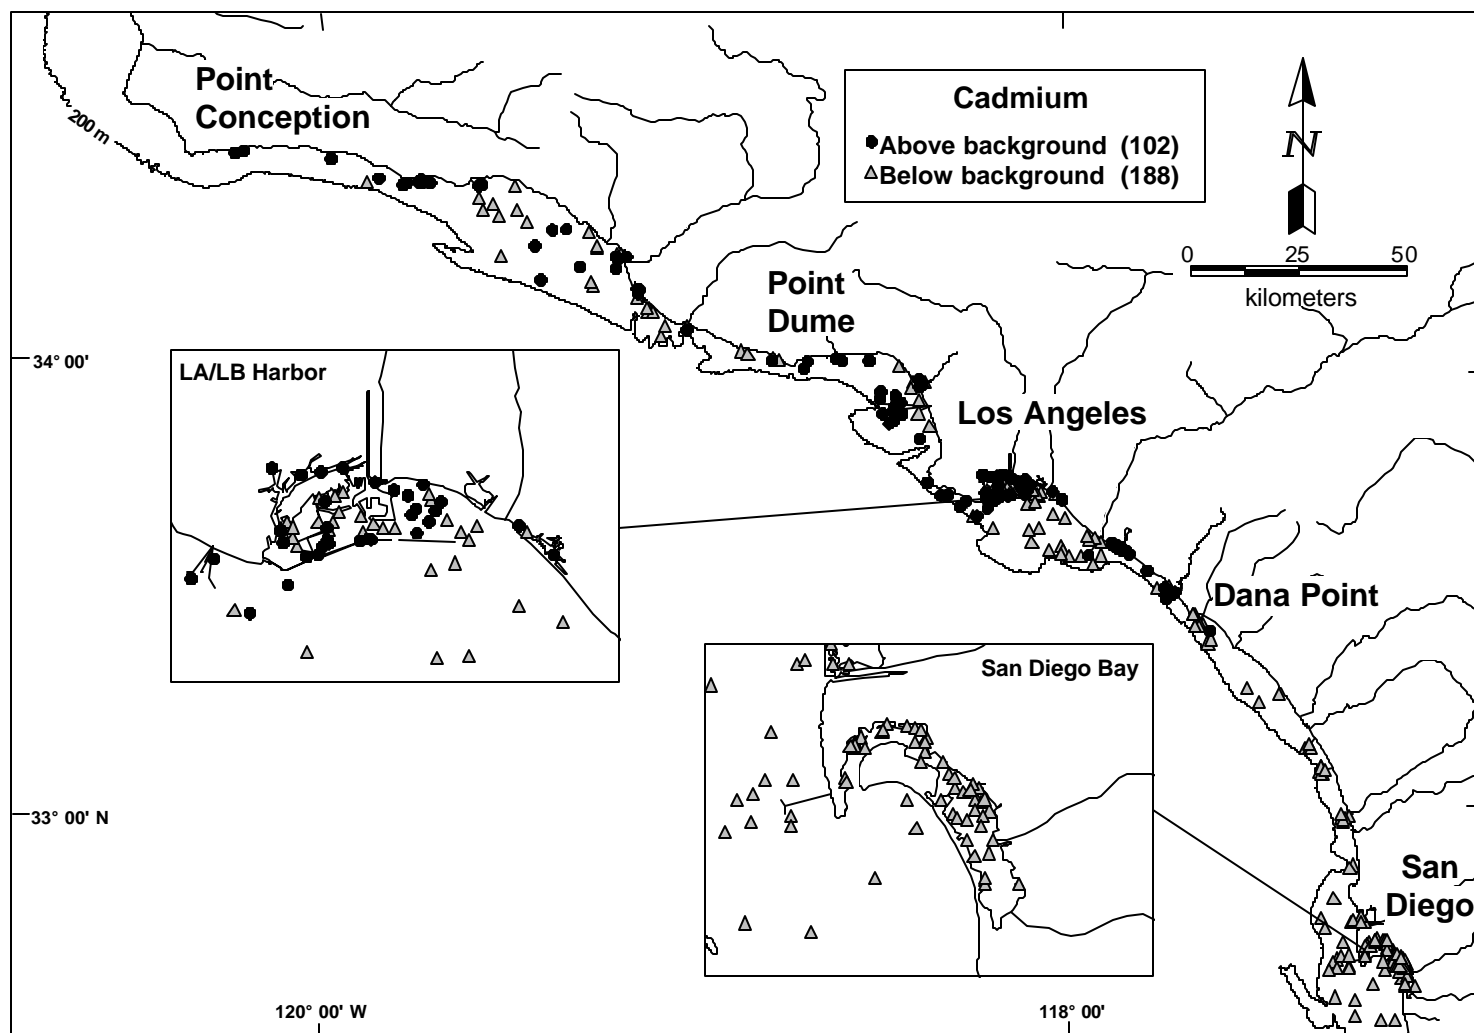 Point
Conception
200 m
Cadmium
Above background (102)
Below background (188)
N
0 25 50
kilometers
Point
Dume
34° 00'
LA/LB Harbor
Los Angeles
Dana Point
San Diego Bay
33° 00' N
San
Diego
120° 00' W
118° 00'